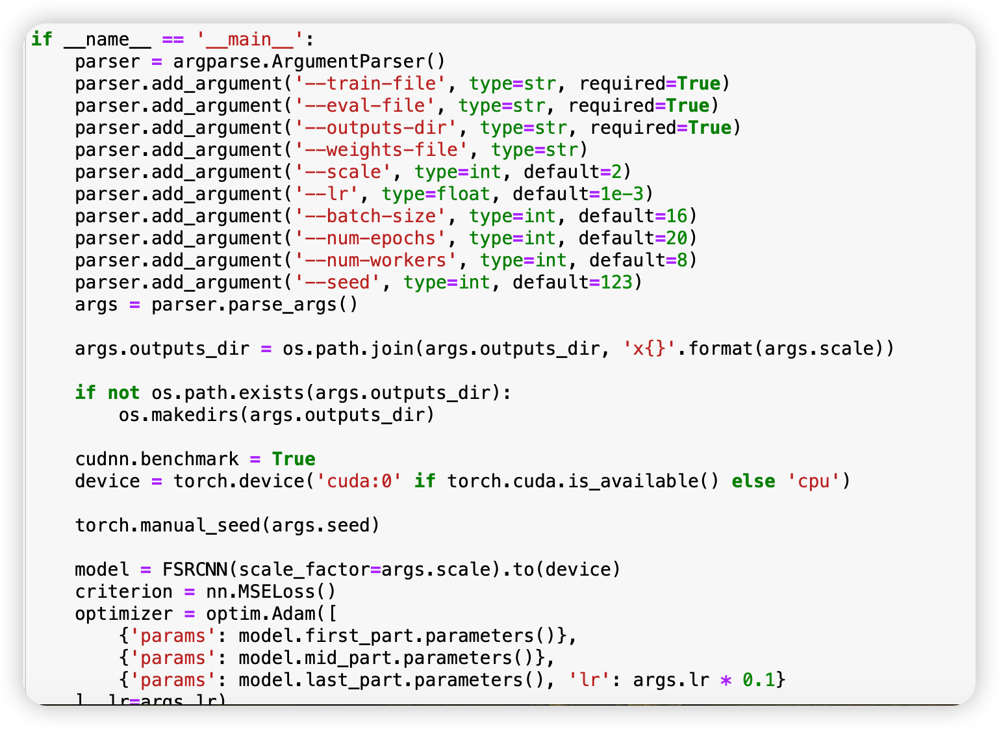 if __name__ == '__main__':
    parser = argparse.ArgumentParser()
    parser.add_argument('--train-file', type=str, required=True)
    parser.add_argument('--eval-file', type=str, required=True)
    parser.add_argument('--outputs-dir', type=str, required=True)
    parser.add_argument('--weights-file', type=str)
    parser.add_argument('--scale', type=int, default=2)
    parser.add_argument('--lr', type=float, default=1e-3)
    parser.add_argument('--batch-size', type=int, default=16)
    parser.add_argument('--num-epochs', type=int, default=20)
    parser.add_argument('--num-workers', type=int, default=8)
    parser.add_argument('--seed', type=int, default=123)
    args = parser.parse_args()

    args.outputs_dir = os.path.join(args.outputs_dir, 'x{}'.format(args.scale))

    if not os.path.exists(args.outputs_dir):
        os.makedirs(args.outputs_dir)

    cudnn.benchmark = True
    device = torch.device('cuda:0' if torch.cuda.is_available() else 'cpu')

    torch.manual_seed(args.seed)

    model = FSRCNN(scale_factor=args.scale).to(device)
    criterion = nn.MSELoss()
    optimizer = optim.Adam([
        {'params': model.first_part.parameters()},
        {'params': model.mid_part.parameters()},
        {'params': model.last_part.parameters(), 'lr': args.lr * 0.1}
    ], lr=args.lr)